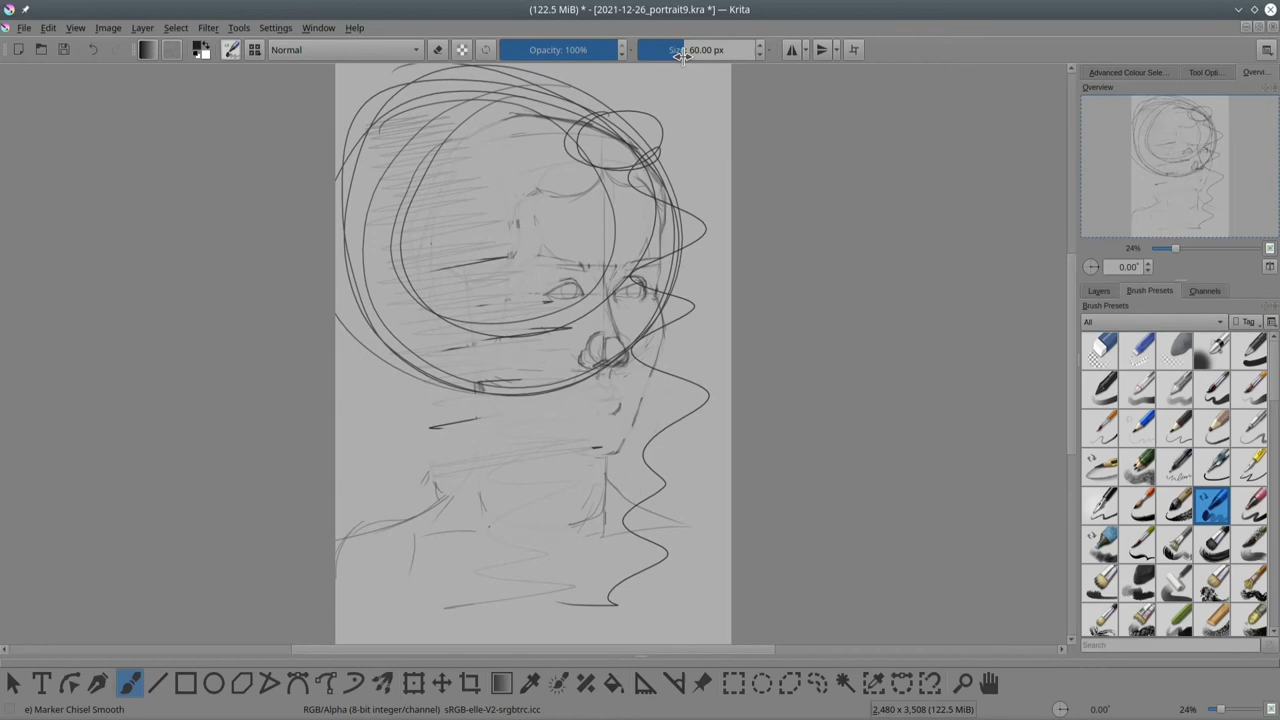 (122.5 MiB) * - [2021-12-26_portrait9.kra *] — Krita
File Edit View Image Layer Select Filter Tools Settings Window Help
Normal Opacity: 100% Size: 60.00 px
Advanced Colour Sele... Tool Opti... Overvi...
Overview
24%
0.00°
Layers Brush Presets Channels
Brush Presets
All Tag
Search
e) Marker Chisel Smooth RGB/Alpha (8-bit integer/channel) sRGB-elle-V2-srgbtrc.icc 2,480 x 3,508 (122.5 MiB) 0.00° 24%